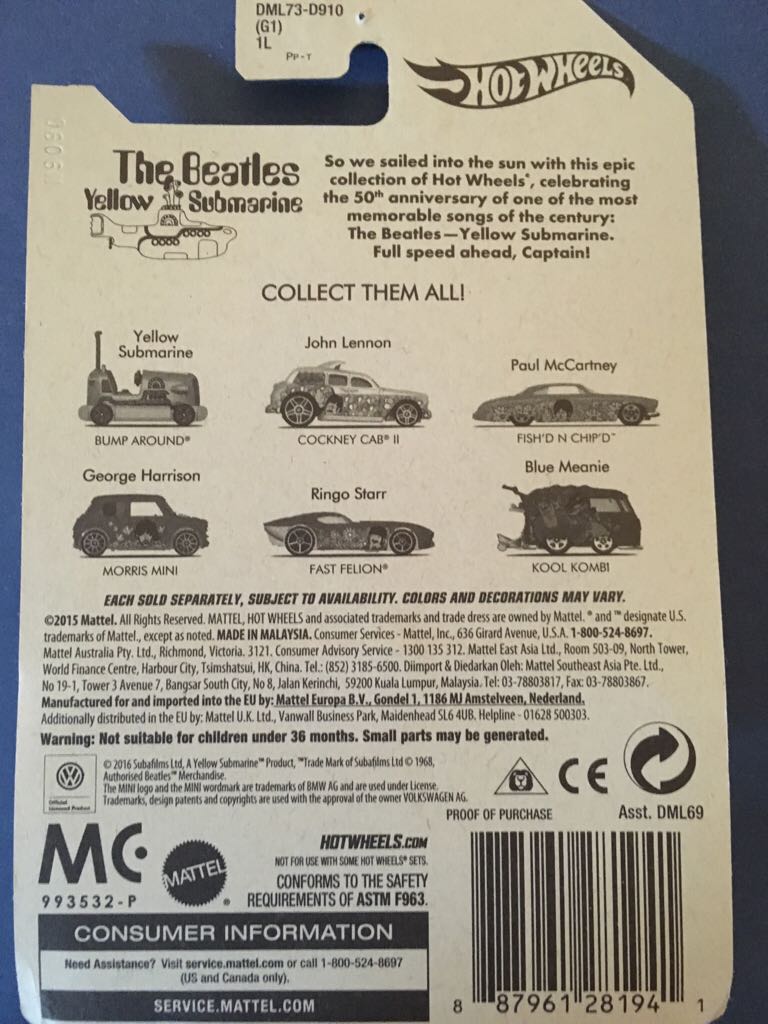 DML73-D910
(G1)
1L
PP-T
HOT WHEELS
The Beatles
Yellow Submarine
So we sailed into the sun with this epic
collection of Hot Wheels®, celebrating
the 50th anniversary of one of the most
memorable songs of the century:
The Beatles—Yellow Submarine.
Full speed ahead, Captain!
COLLECT THEM ALL!
Yellow
Submarine
BUMP AROUND®
John Lennon
COCKNEY CAB® II
Paul McCartney
FISH'D N CHIP'D™
George Harrison
MORRIS MINI
Ringo Starr
FAST FELION®
Blue Meanie
KOOL KOMBI
EACH SOLD SEPARATELY, SUBJECT TO AVAILABILITY. COLORS AND DECORATIONS MAY VARY.
©2015 Mattel. All Rights Reserved. MATTEL, HOT WHEELS and associated trademarks and trade dress are owned by Mattel. ® and ™ designate U.S.
trademarks of Mattel., except as noted. MADE IN MALAYSIA. Consumer Services - Mattel, Inc., 636 Girard Avenue, U.S.A. 1-800-524-8697.
Mattel Australia Pty. Ltd., Richmond, Victoria. 3121. Consumer Advisory Service - 1300 135 312. Mattel East Asia Ltd., Room 503-09, North Tower,
World Finance Centre, Harbour City, Tsimshatsui, HK, China. Tel.: (852) 3185-6500. Diimport & Diedarkan Oleh: Mattel Southeast Asia Pte. Ltd.,
No 19-1, Tower 3 Avenue 7, Bangsar South City, No 8, Jalan Kerinchi, 59200 Kuala Lumpur, Malaysia. Tel: 03-78803817, Fax: 03-78803867.
Manufactured for and imported into the EU by: Mattel Europa B.V., Gondel 1, 1186 MJ Amstelveen, Nederland.
Additionally distributed in the EU by: Mattel U.K. Ltd., Vanwall Business Park, Maidenhead SL6 4UB. Helpline - 01628 500303.
Warning: Not suitable for children under 36 months. Small parts may be generated.
Official
Licensed Product
© 2016 Subafilms Ltd, A Yellow Submarine™ Product, ™Trade Mark of Subafilms Ltd © 1968,
Authorised Beatles™ Merchandise.
The MINI logo and the MINI wordmark are trademarks of BMW AG and are used under License.
Trademarks, design patents and copyrights are used with the approval of the owner VOLKSWAGEN AG.
CE
PROOF OF PURCHASE
Asst. DML69
MC
993532-P
MATTEL®
HOTWHEELS.COM
NOT FOR USE WITH SOME HOT WHEELS® SETS.
CONFORMS TO THE SAFETY
REQUIREMENTS OF ASTM F963.
CONSUMER INFORMATION
Need Assistance? Visit service.mattel.com or call 1-800-524-8697
(US and Canada only).
SERVICE.MATTEL.COM
8 87961 28194 1